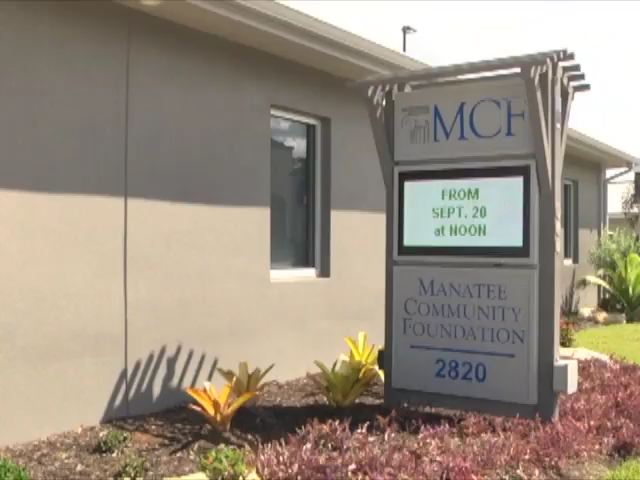 MCF
FROM
SEPT. 20
at NOON
MANATEE
COMMUNITY
FOUNDATION
2820